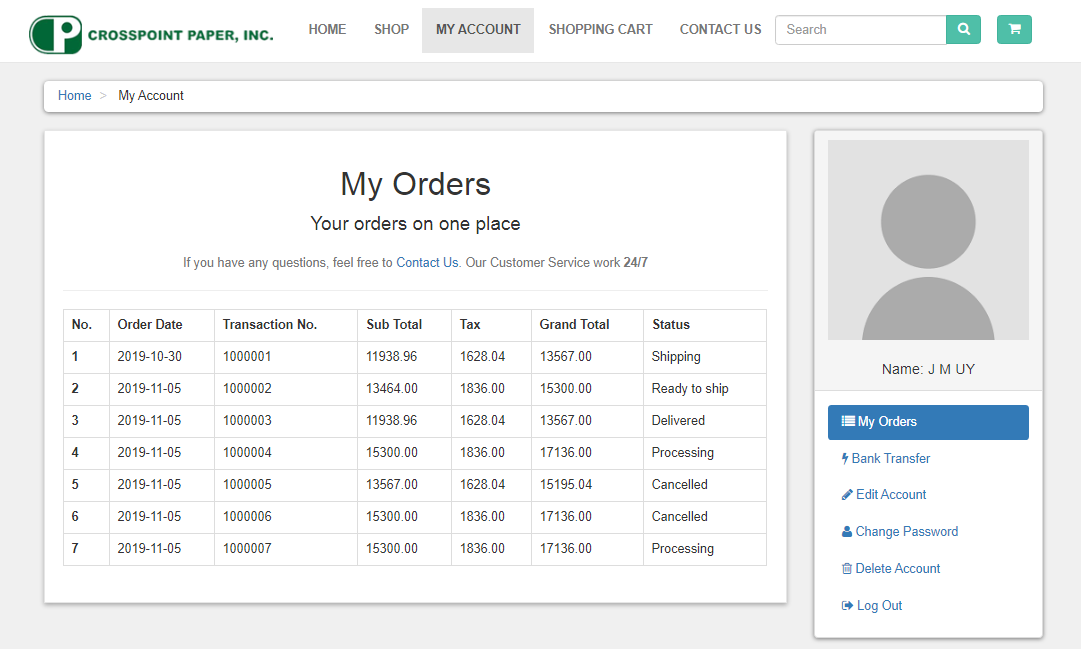 CROSSPOINT PAPER, INC. HOME SHOP MY ACCOUNT SHOPPING CART CONTACT US Search
Home > My Account
My Orders
Your orders on one place
If you have any questions, feel free to Contact Us. Our Customer Service work 24/7
No. Order Date Transaction No. Sub Total Tax Grand Total Status
1 2019-10-30 1000001 11938.96 1628.04 13567.00 Shipping
2 2019-11-05 1000002 13464.00 1836.00 15300.00 Ready to ship
3 2019-11-05 1000003 11938.96 1628.04 13567.00 Delivered
4 2019-11-05 1000004 15300.00 1836.00 17136.00 Processing
5 2019-11-05 1000005 13567.00 1628.04 15195.04 Cancelled
6 2019-11-05 1000006 15300.00 1836.00 17136.00 Cancelled
7 2019-11-05 1000007 15300.00 1836.00 17136.00 Processing
Name: J M UY
My Orders
Bank Transfer
Edit Account
Change Password
Delete Account
Log Out